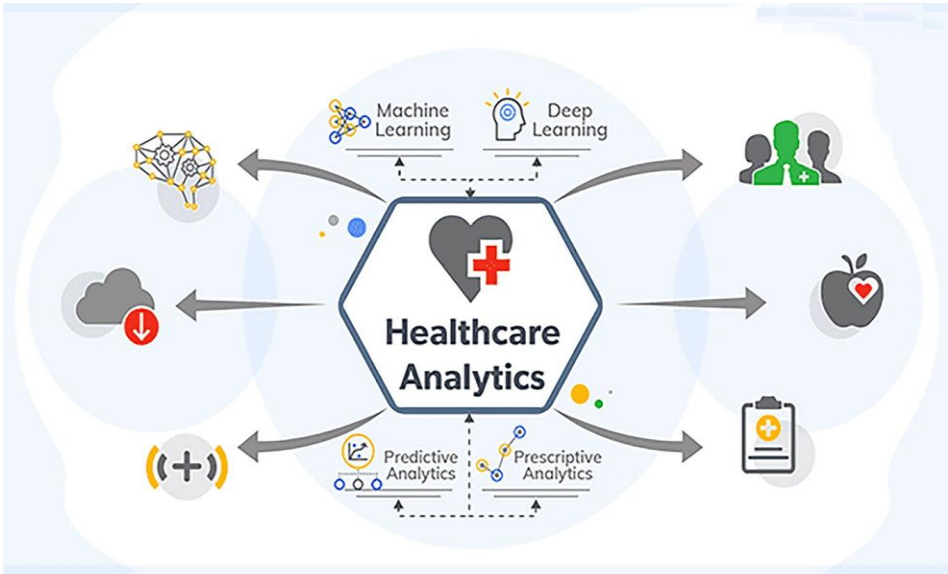 Machine
Learning
Deep
Learning
Healthcare
Analytics
Predictive
Analytics
Prescriptive
Analytics